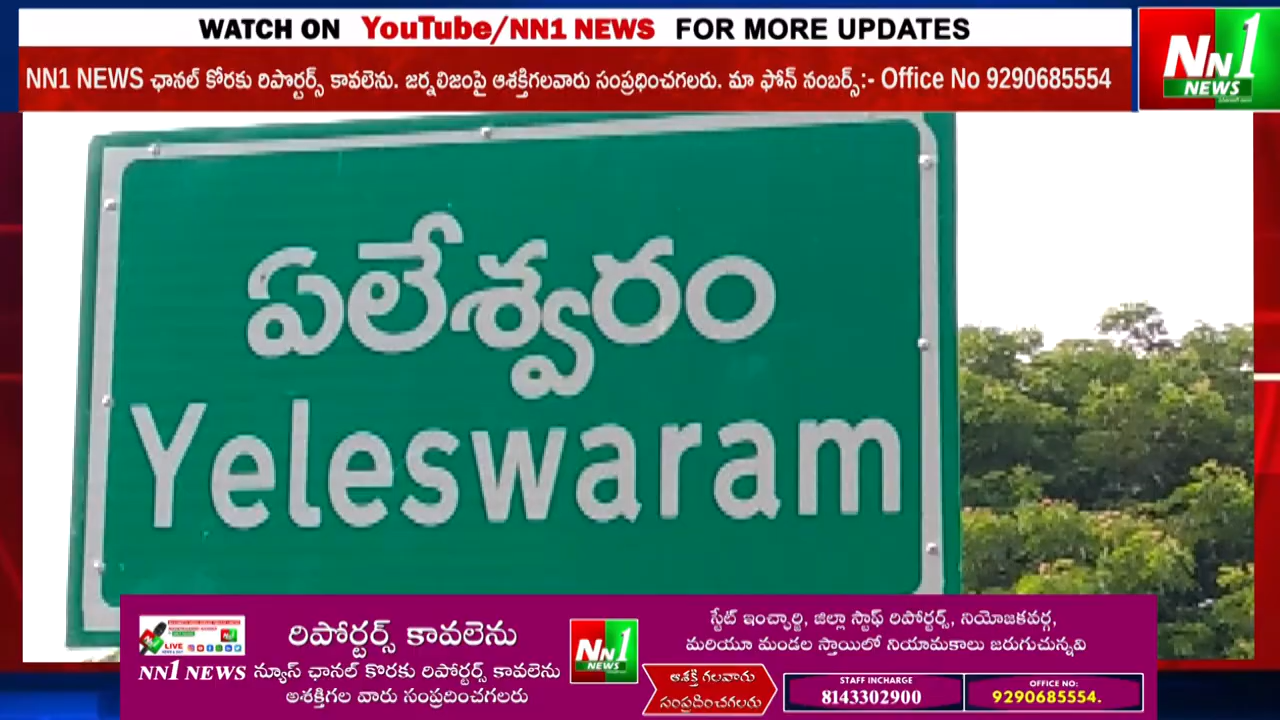 WATCH ON YouTube/NN1 NEWS FOR MORE UPDATES
NN1 NEWS ఛానల్ కోరకు రిపొర్టర్స్ కావలెను. జర్నలిజంపై ఆశక్తిగలవారు సంప్రధించగలరు. మా ఫోన్ నంబర్స్:- Office No 9290685554
NN1
NEWS
ఏలేశ్వరం
Yeleswaram
రిపోర్టర్స్ కావలెను
LIVE
NN1 NEWS న్యూస్ ఛానల్ కొరకు రిపోర్టర్స్ కావలెను
అశక్తిగల వారు సంప్రదించగలరు
NN1
NEWS
స్టేట్ ఇంచార్జి, జిల్లా స్టాఫ్ రిపోర్టర్స్, నియోజకవర్గ,
మరియూ మండల స్తాయిలో నియామకాలు జరుగుచున్నవి
ఆశక్తి గలవారు
సంప్రదించగలరు
STAFF INCHARGE
8143302900
OFFICE NO:
9290685554.